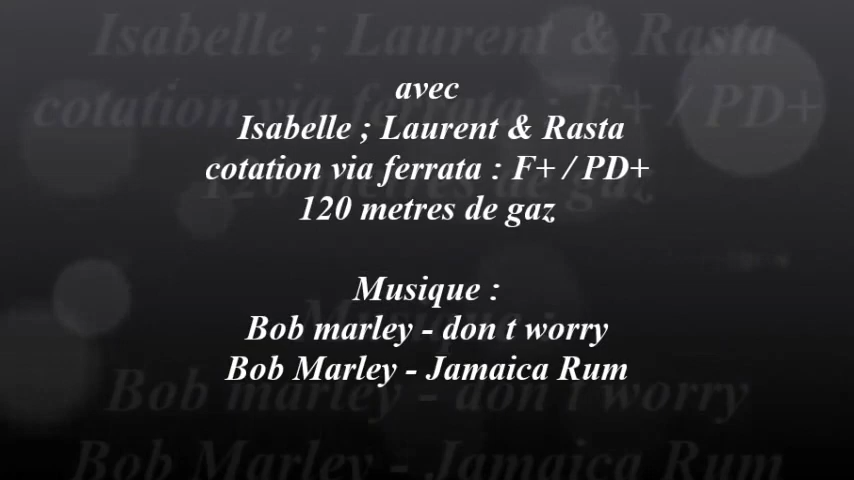 avec
Isabelle ; Laurent & Rasta
cotation via ferrata : F+ / PD+
120 metres de gaz
Musique :
Bob marley - don t worry
Bob Marley - Jamaica Rum